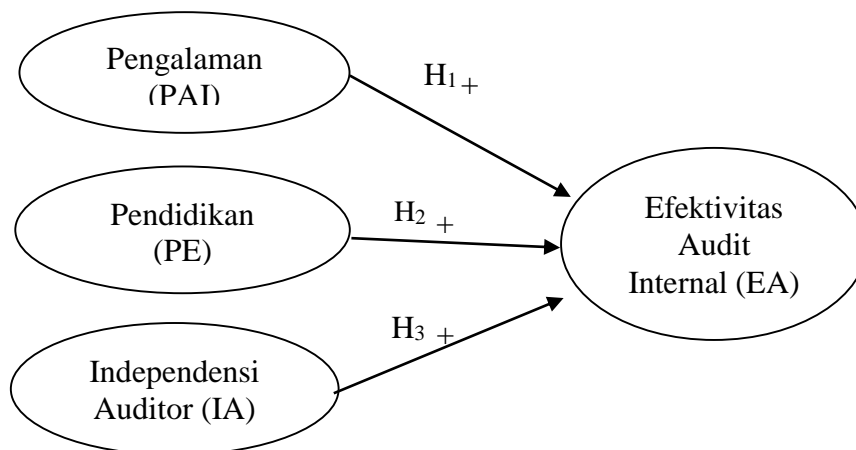 Pengalaman
(PAI)
H1 +
Pendidikan
(PE)
H2 +
Efektivitas
Audit
Internal (EA)
H3 +
Independensi
Auditor (IA)